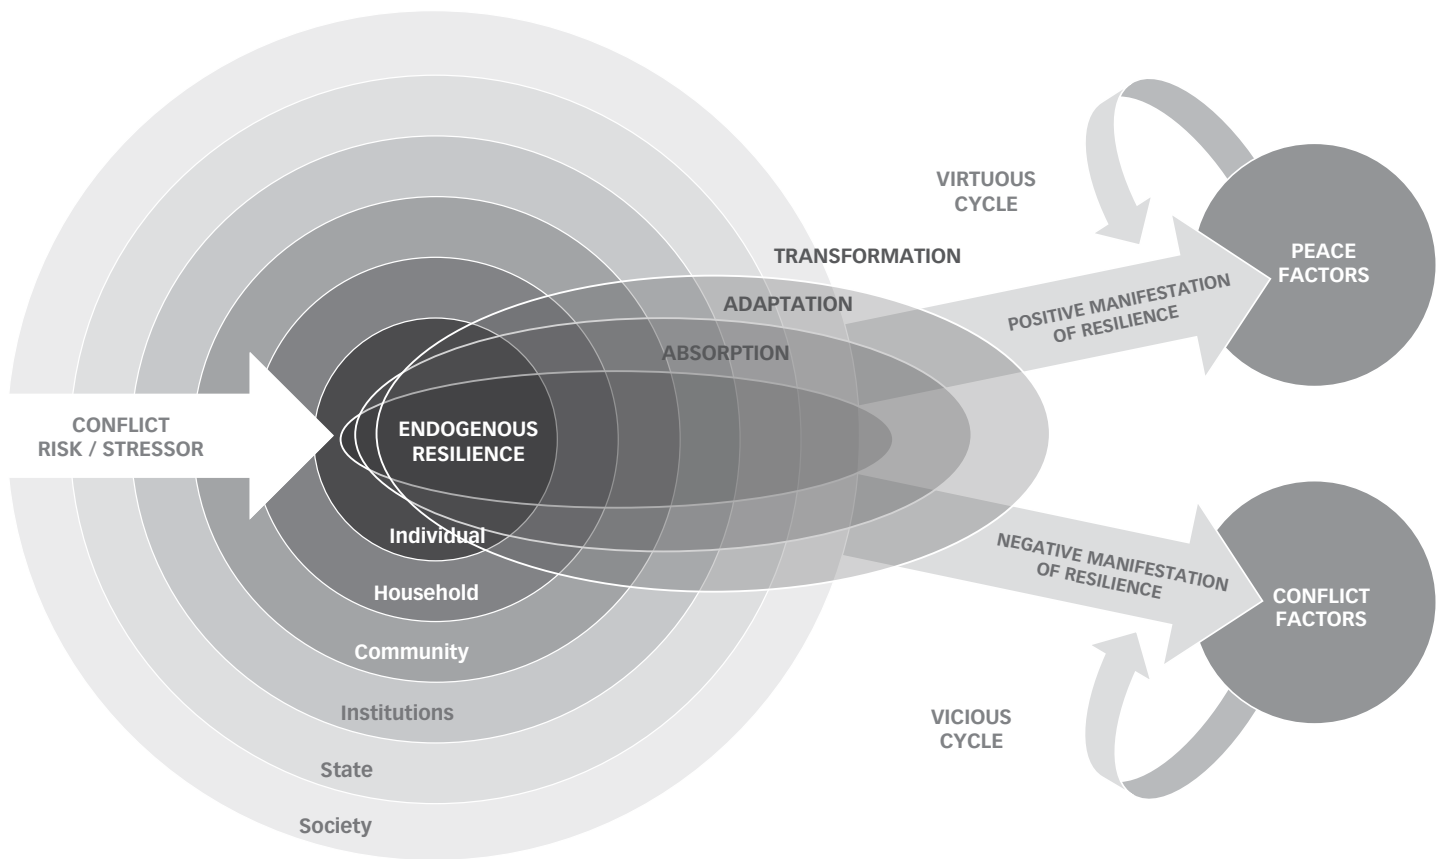 VIRTUOUS
CYCLE
TRANSFORMATION
ADAPTATION
ABSORPTION
PEACE
FACTORS
POSITIVE MANIFESTATION
OF RESILIENCE
CONFLICT
RISK / STRESSOR
ENDOGENOUS
RESILIENCE
Individual
Household
Community
Institutions
State
Society
NEGATIVE MANIFESTATION
OF RESILIENCE
CONFLICT
FACTORS
VICIOUS
CYCLE